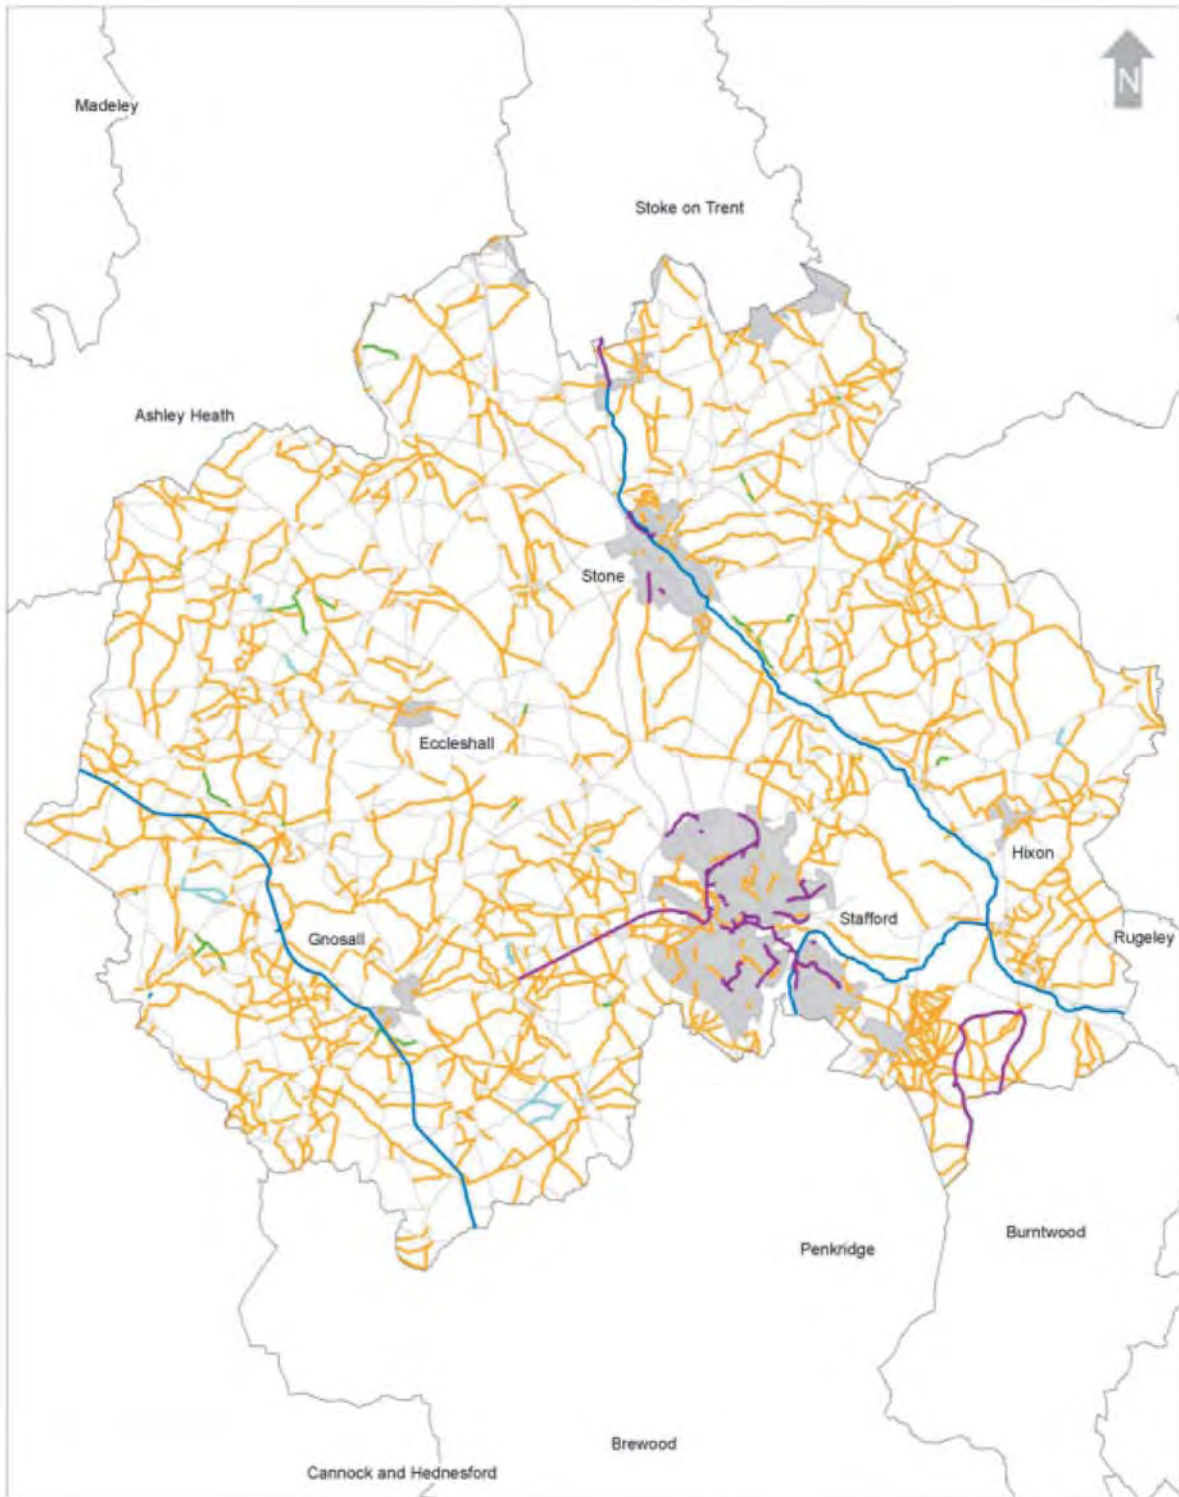 N
Madeley
Stoke on Trent
Ashley Heath
Stone
Eccleshall
Hixon
Stafford
Gnosall
Rugeley
Burntwood
Penkridge
Brewood
Cannock and Hednesford